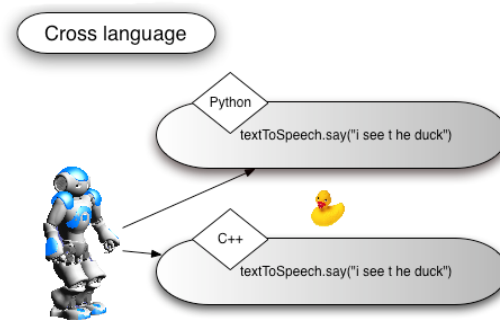 Cross language
Python
textToSpeech.say("i see t he duck")
C++
textToSpeech.say("i see t he duck")